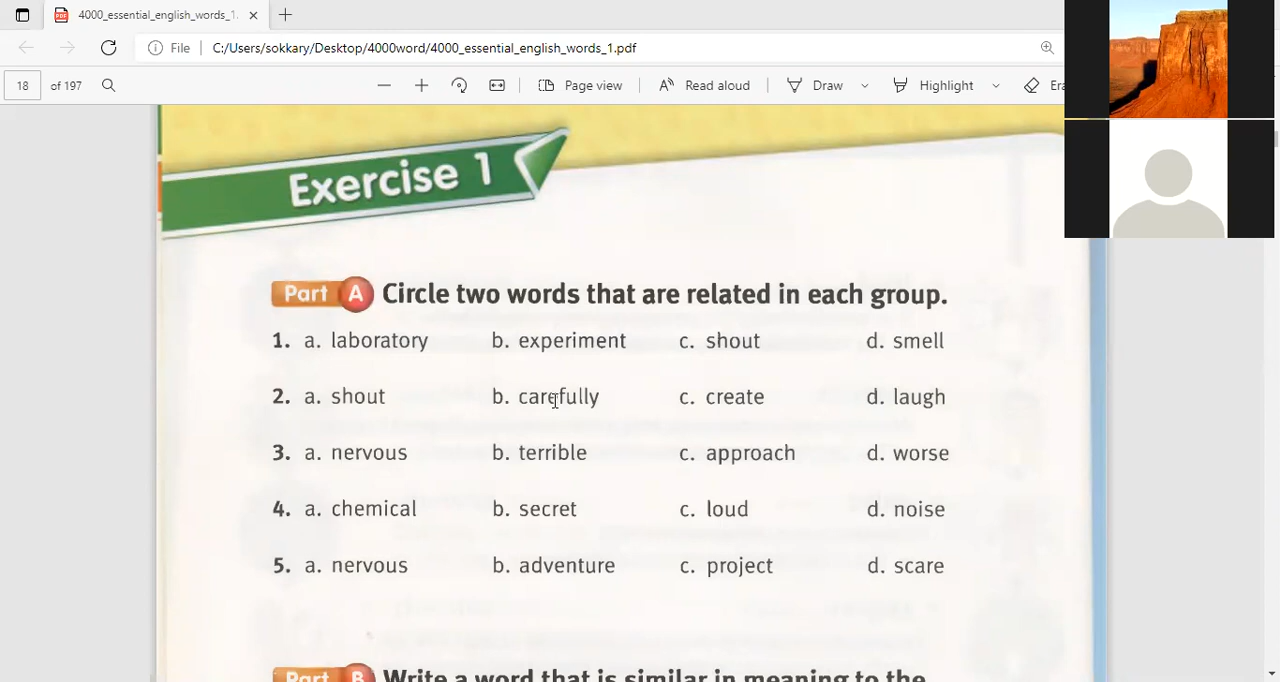 4000_essential_english_words_1.
File C:/Users/sokkary/Desktop/4000word/4000_essential_english_words_1.pdf
18 of 197 Page view Read aloud Draw Highlight Era
Exercise 1
Part A Circle two words that are related in each group.
1. a. laboratory b. experiment c. shout d. smell
2. a. shout b. carefully c. create d. laugh
3. a. nervous b. terrible c. approach d. worse
4. a. chemical b. secret c. loud d. noise
5. a. nervous b. adventure c. project d. scare
Part B Write a word that is similar in meaning to the